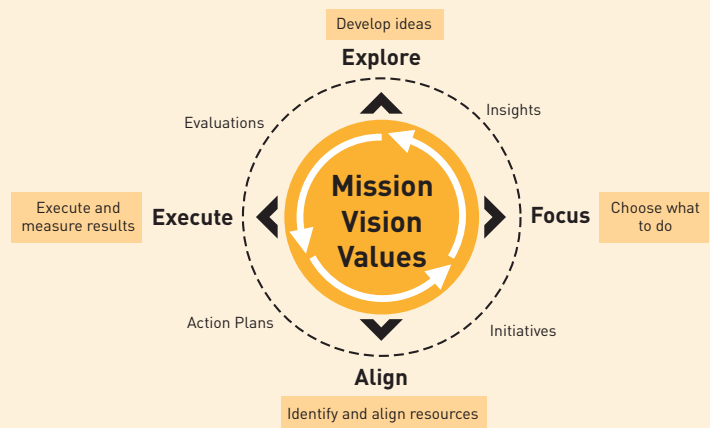 Develop ideas
Explore
Evaluations
Insights
Mission
Vision
Values
Execute and
measure results
Execute
Focus
Choose what
to do
Action Plans
Initiatives
Align
Identify and align resources